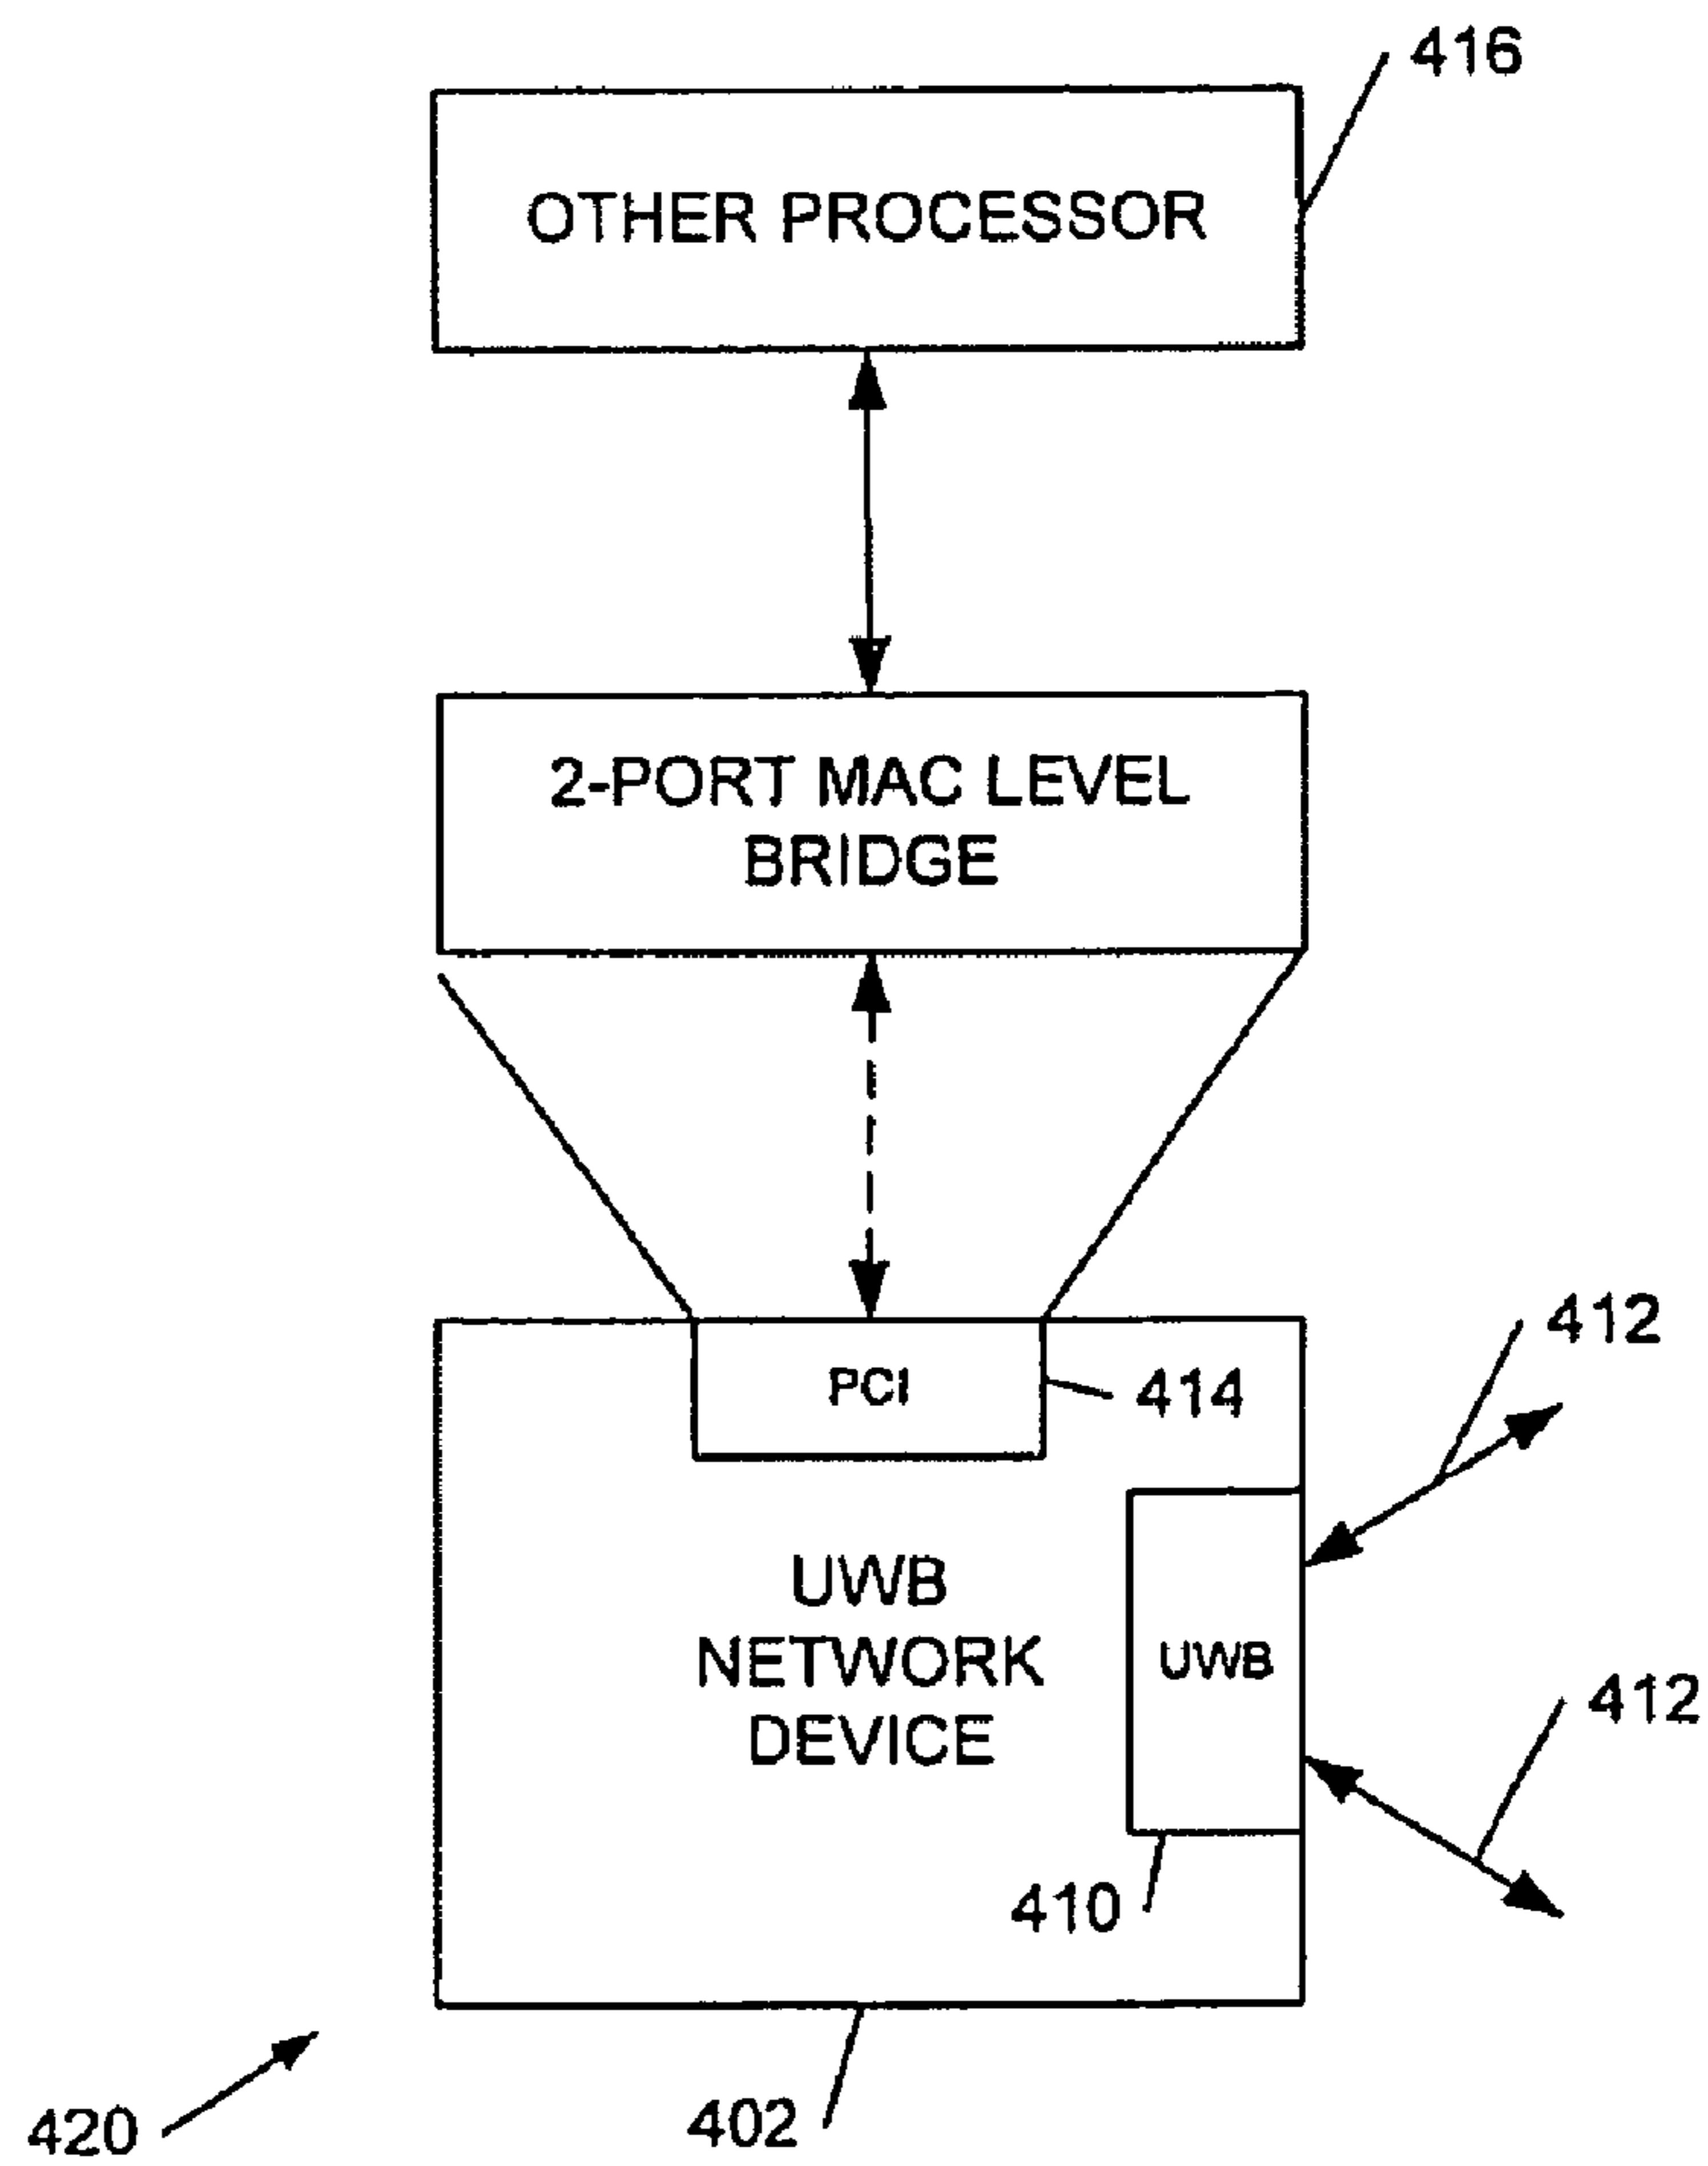 416
OTHER PROCESSOR
2-PORT MAC LEVEL
BRIDGE
412
PCI
414
UWB
NETWORK
DEVICE
UWB
412
410
420
402